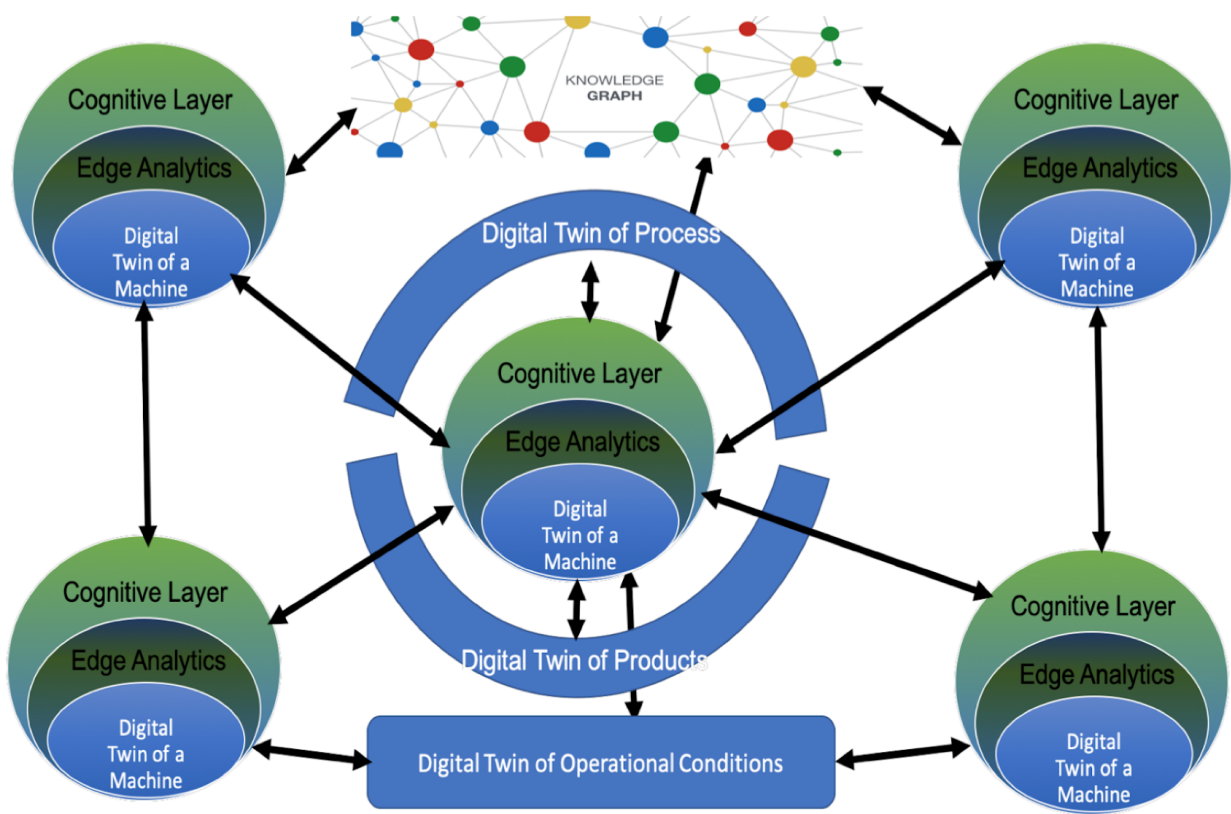 KNOWLEDGE
GRAPH
Cognitive Layer
Edge Analytics
Digital
Twin of a
Machine
Cognitive Layer
Edge Analytics
Digital
Twin of a
Machine
Digital Twin of Process
Cognitive Layer
Edge Analytics
Digital
Twin of a
Machine
Cognitive Layer
Edge Analytics
Digital
Twin of a
Machine
Cognitive Layer
Edge Analytics
Digital
Twin of a
Machine
Digital Twin of Products
Digital Twin of Operational Conditions